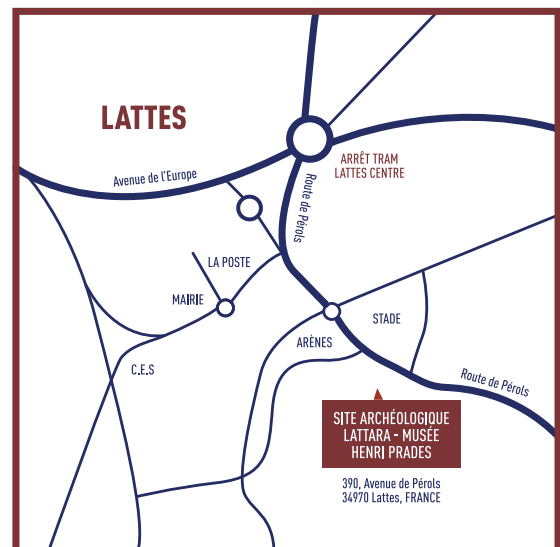 LATTES
ARRÊT TRAM
LATTES CENTRE
Avenue de l'Europe
Route de Pérols
LA POSTE
MAIRIE
STADE
ARÈNES
C.E.S
Route de Pérols
SITE ARCHÉOLOGIQUE
LATTARA - MUSÉE
HENRI PRADES
390, Avenue de Pérols
34970 Lattes, FRANCE